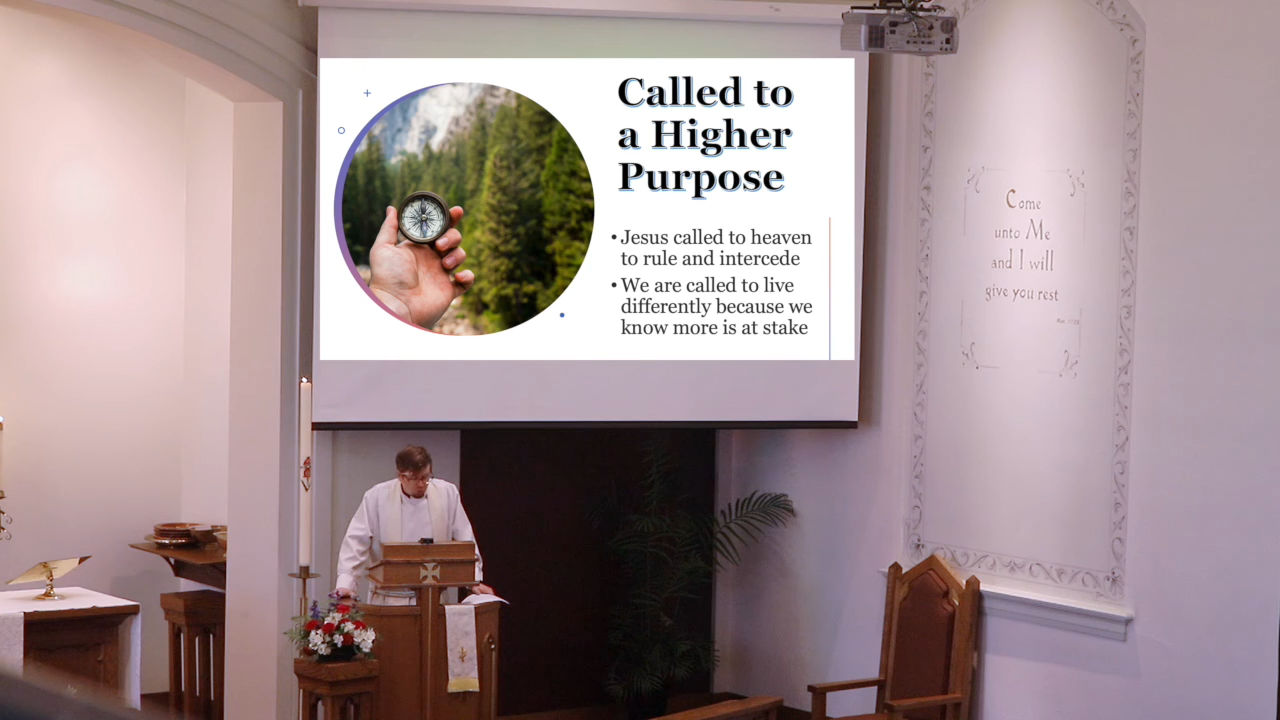 Called to
a Higher
Purpose
• Jesus called to heaven
to rule and intercede
• We are called to live
differently because we
know more is at stake
Come
unto Me
and I will
give you rest